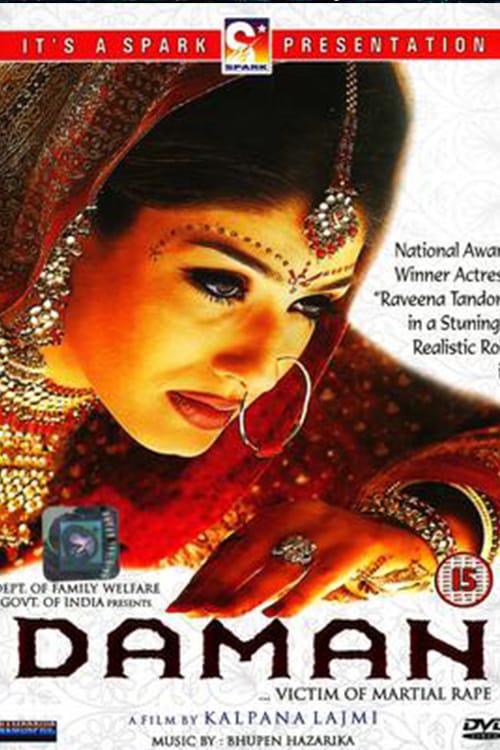 IT'S A SPARK PRESENTATION
SPARK
National Awar
Winner Actres
"Raveena Tandon
in a Stuning
Realistic Ro
15
DEPT. OF FAMILY WELFARE
GOVT. OF INDIA PRESENTS
DAMAN
... VICTIM OF MARTIAL RAPE
A FILM BY KALPANA LAJMI
MUSIC BY : BHUPEN HAZARIKA
DVD